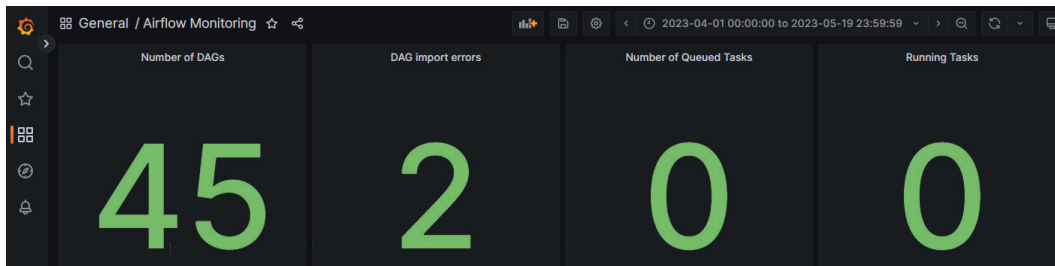 General / Airflow Monitoring
2023-04-01 00:00:00 to 2023-05-19 23:59:59
Number of DAGs
DAG import errors
Number of Queued Tasks
Running Tasks
45
2
0
0